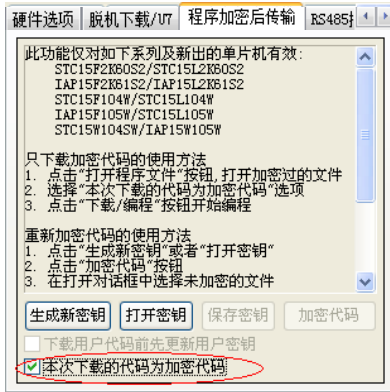 硬件选项 脱机下载/U7 程序加密后传输 RS485
此功能仅对如下系列及新出的单片机有效:
STC15F2K60S2/STC15L2K60S2
IAP15F2K61S2/IAP15L2K61S2
STC15F104W/STC15L104W
IAP15F105W/STC15L105W
STC15W104SW/IAP15W105W
只下载加密代码的使用方法
1. 点击“打开程序文件”按钮,打开加密过的文件
2. 选择“本次下载的代码为加密代码”选项
3. 点击“下载/编程”按钮开始编程
重新加密代码的使用方法
1. 点击“生成新密钥”或者“打开密钥”
2. 点击“加密代码”按钮
3. 在打开对话框中选择未加密的文件
生成新密钥 打开密钥 保存密钥 加密代码
下载用户代码前先更新用户密钥
本次下载的代码为加密代码